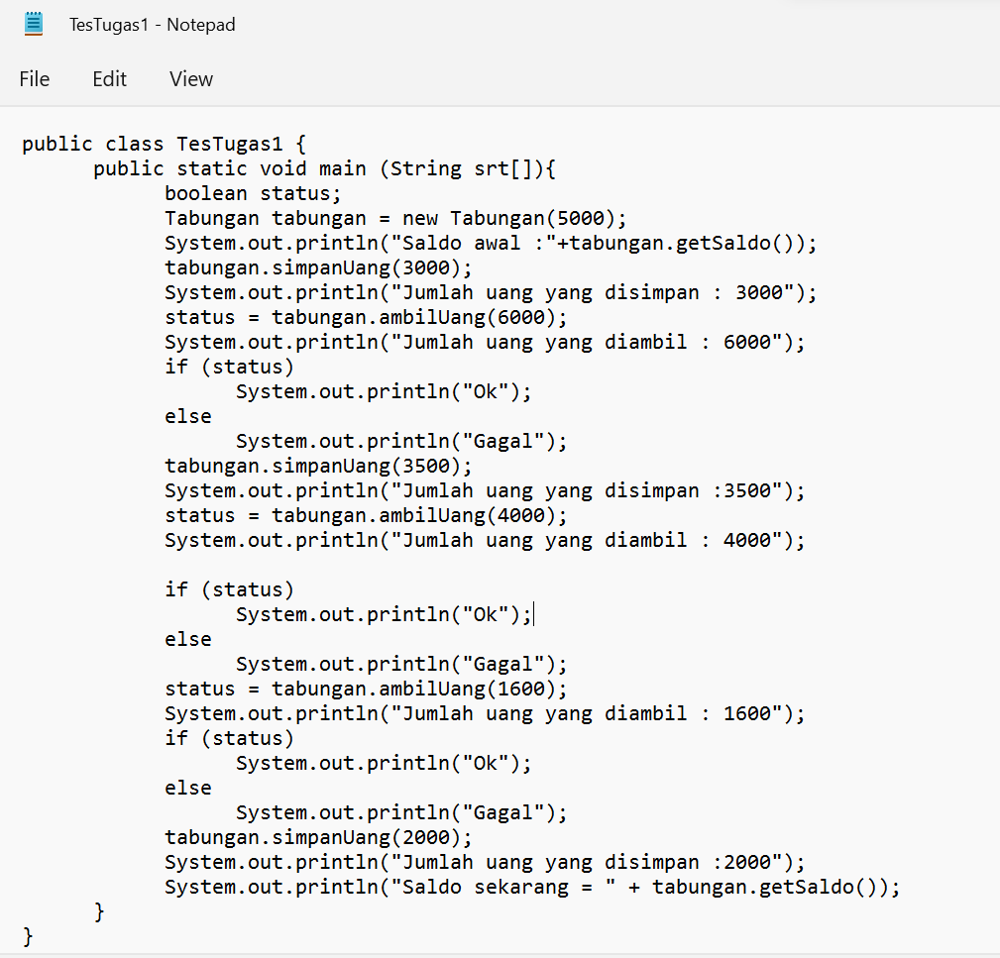 TesTugas1 - Notepad
File Edit View
public class TesTugas1 {
public static void main (String srt[]){
boolean status;
Tabungan tabungan = new Tabungan(5000);
System.out.println("Saldo awal :"+tabungan.getSaldo());
tabungan.simpanUang(3000);
System.out.println("Jumlah uang yang disimpan : 3000");
status = tabungan.ambilUang(6000);
System.out.println("Jumlah uang yang diambil : 6000");
if (status)
System.out.println("Ok");
else
System.out.println("Gagal");
tabungan.simpanUang(3500);
System.out.println("Jumlah uang yang disimpan :3500");
status = tabungan.ambilUang(4000);
System.out.println("Jumlah uang yang diambil : 4000");
if (status)
System.out.println("Ok");
else
System.out.println("Gagal");
status = tabungan.ambilUang(1600);
System.out.println("Jumlah uang yang diambil : 1600");
if (status)
System.out.println("Ok");
else
System.out.println("Gagal");
tabungan.simpanUang(2000);
System.out.println("Jumlah uang yang disimpan :2000");
System.out.println("Saldo sekarang = " + tabungan.getSaldo());
}
}